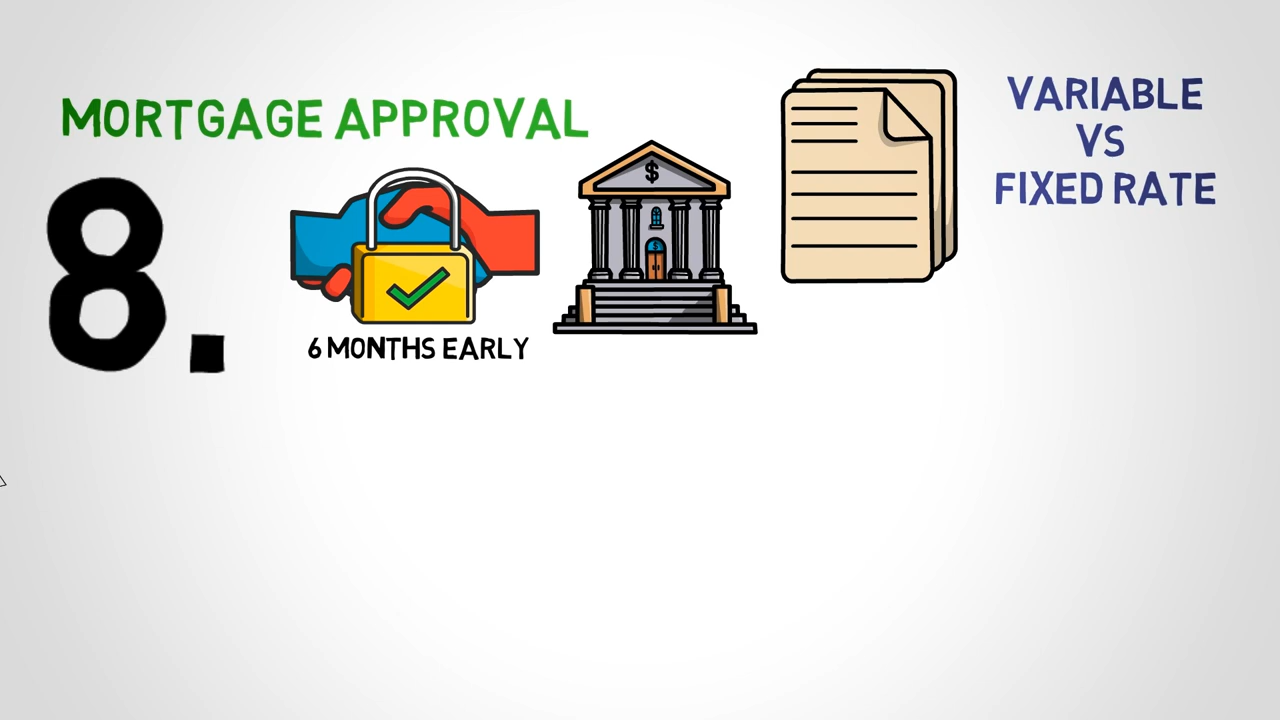 MORTGAGE APPROVAL
8.
6 MONTHS EARLY
$
$
VARIABLE
VS
FIXED RATE